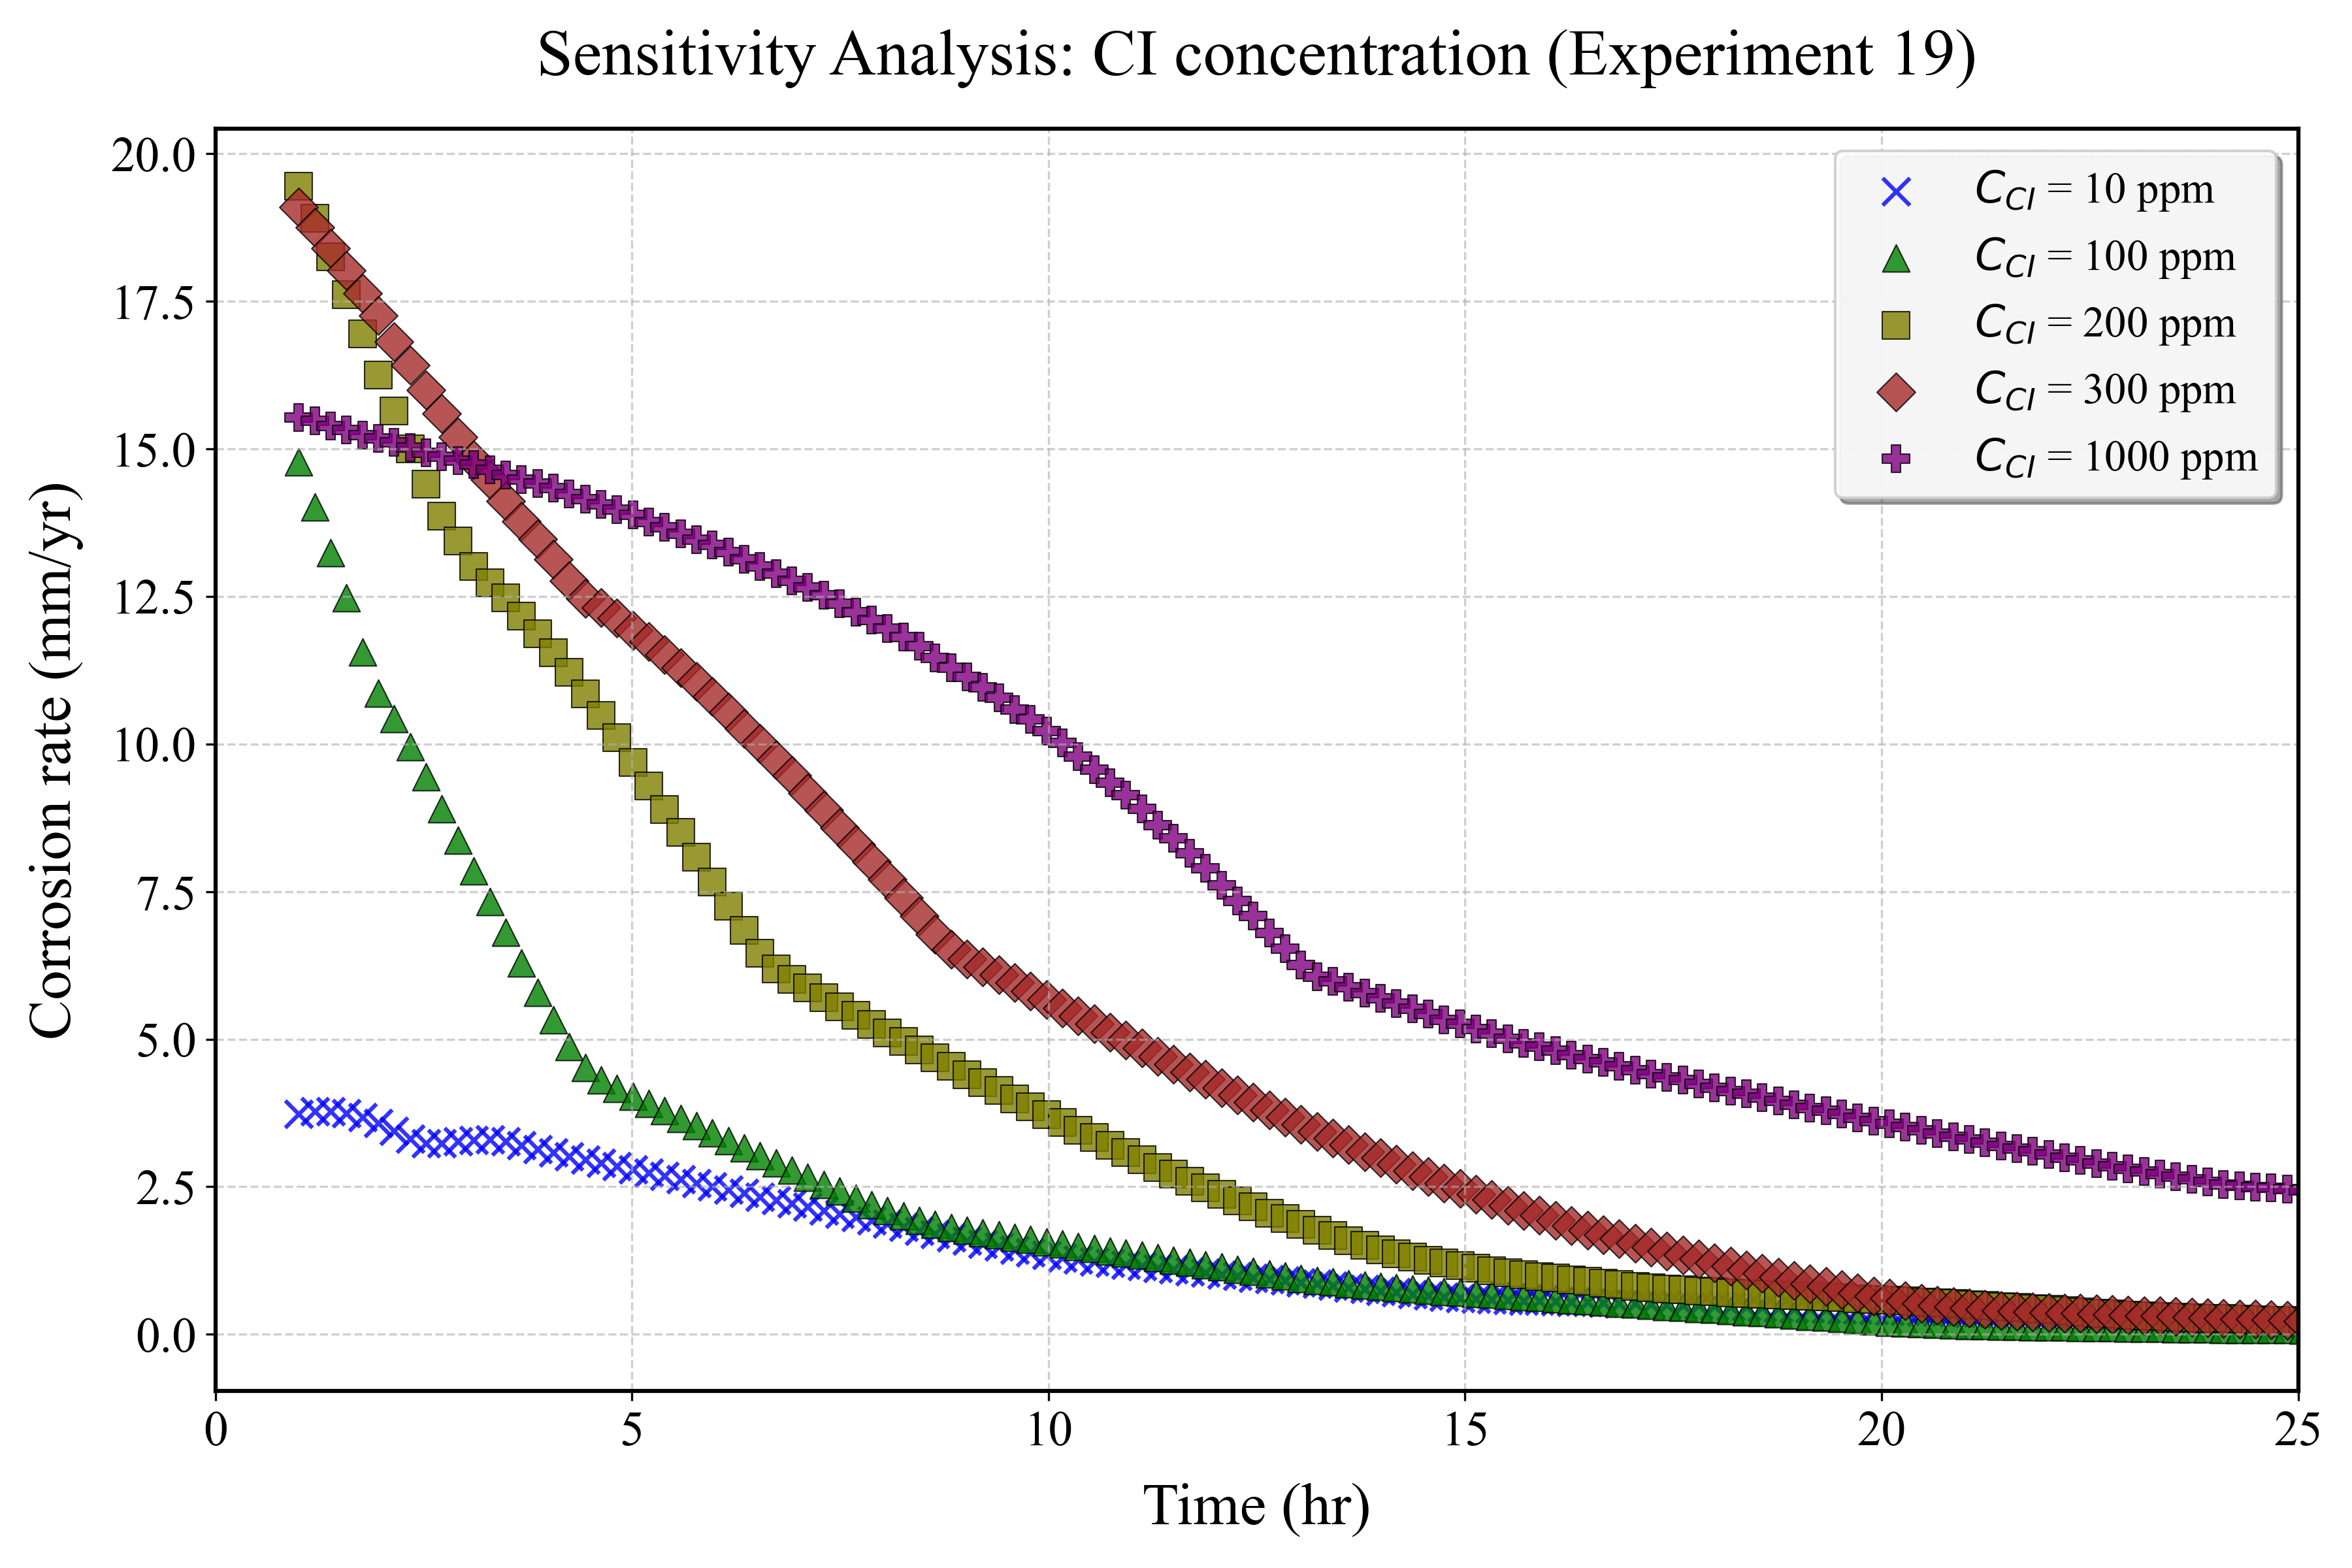 Sensitivity Analysis: CI concentration (Experiment 19)
20.0
17.5
15.0
12.5
10.0
7.5
5.0
2.5
0.0
Corrosion rate (mm/yr)
C_CI = 10 ppm
C_CI = 100 ppm
C_CI = 200 ppm
C_CI = 300 ppm
C_CI = 1000 ppm
0 5 10 15 20 25
Time (hr)